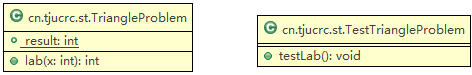 cn.tjucrc.st.TriangleProblem
result: int
lab(x: int): int
cn.tjucrc.st.TestTriangleProblem
testLab(): void